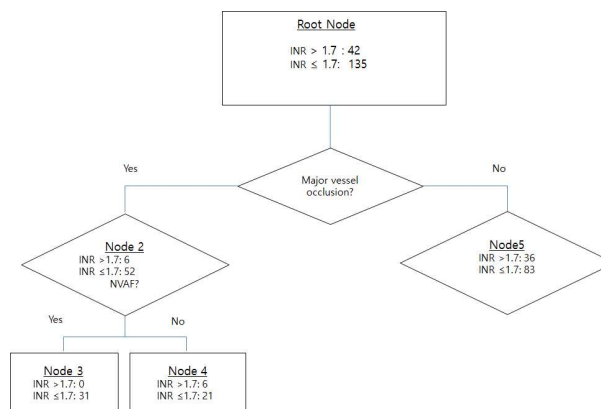 Root Node
INR > 1.7 : 42
INR ≤ 1.7: 135
Yes
No
Major vessel
occlusion?
Node 2
INR >1.7: 6
INR ≤1.7: 52
NVAF?
Node5
INR >1.7: 36
INR ≤1.7: 83
Yes
No
Node 3
INR >1.7: 0
INR ≤1.7: 31
Node 4
INR >1.7: 6
INR ≤1.7: 21